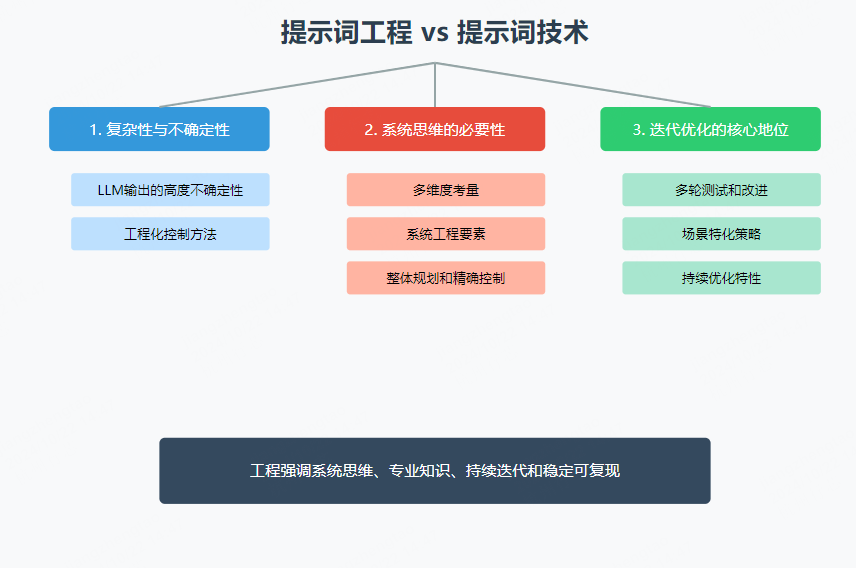 提示词工程 vs 提示词技术
1. 复杂性与不确定性
LLM输出的高度不确定性
工程化控制方法
2. 系统思维的必要性
多维度考量
系统工程要素
整体规划和精确控制
3. 迭代优化的核心地位
多轮测试和改进
场景特化策略
持续优化特性
工程强调系统思维、专业知识、持续迭代和稳定可复现